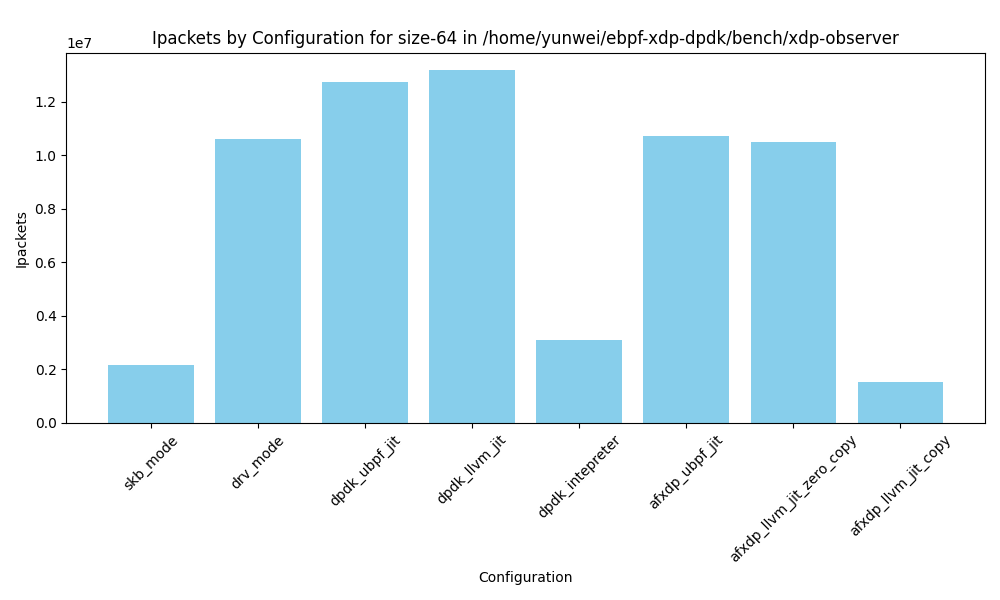 Ipackets by Configuration for size-64 in /home/yunwei/ebpf-xdp-dpdk/bench/xdp-observer
1e7
1.2
1.0
0.8
0.6
0.4
0.2
0.0
Ipackets
skb_mode
drv_mode
dpdk_ubpf_jit
dpdk_llvm_jit
dpdk_intepreter
afxdp_ubpf_jit
afxdp_llvm_jit_zero_copy
afxdp_llvm_jit_copy
Configuration